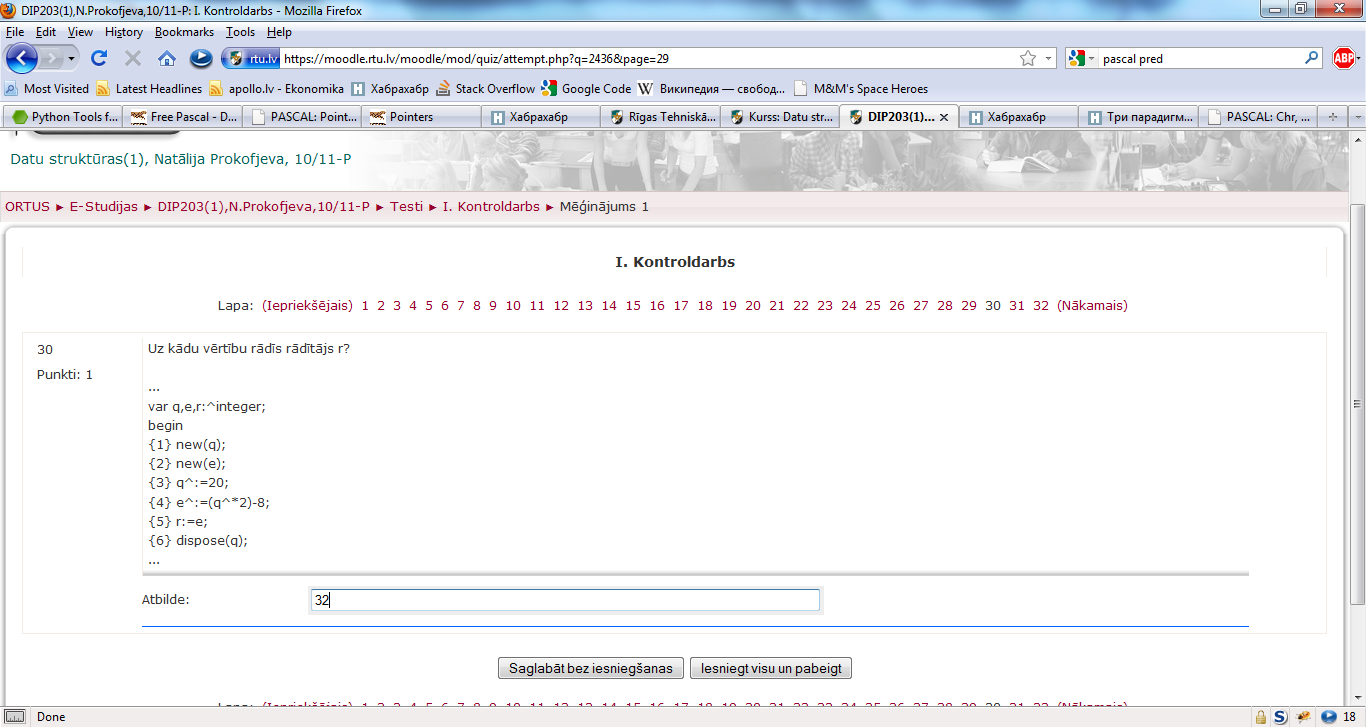 DIP203(1),N.Prokofjeva,10/11-P: I. Kontroldarbs - Mozilla Firefox
File Edit View History Bookmarks Tools Help
rtu.lv https://moodle.rtu.lv/moodle/mod/quiz/attempt.php?q=2436&page=29 pascal pred ABP
Most Visited Latest Headlines apollo.lv - Ekonomika Хабрахабр Stack Overflow Google Code Википедия — свобод... M&M's Space Heroes
Python Tools f... Free Pascal - D... PASCAL: Point... Pointers Хабрахабр Rīgas Tehniskā... Kurss: Datu str... DIP203(1)... Хабрахабр Три парадигм... PASCAL: Chr, ...
Datu struktūras(1), Natālija Prokofjeva, 10/11-P
ORTUS ► E-Studijas ► DIP203(1),N.Prokofjeva,10/11-P ► Testi ► I. Kontroldarbs ► Mēģinājums 1
I. Kontroldarbs
Lapa: (Iepriekšējais) 1 2 3 4 5 6 7 8 9 10 11 12 13 14 15 16 17 18 19 20 21 22 23 24 25 26 27 28 29 30 31 32 (Nākamais)
30
Punkti: 1
Uz kādu vērtību rādīs rādītājs r?
...
var q,e,r:^integer;
begin
{1} new(q);
{2} new(e);
{3} q^:=20;
{4} e^:=(q^*2)-8;
{5} r:=e;
{6} dispose(q);
...
Atbilde: 32
Saglabāt bez iesniegšanas Iesniegt visu un pabeigt
Lapa: (Iepriekšējais) 1 2 3 4 5 6 7 8 9 10 11 12 13 14 15 16 17 18 19 20 21 22 23 24 25 26 27 28 29 30 31 32 (Nākamais)
Done 18